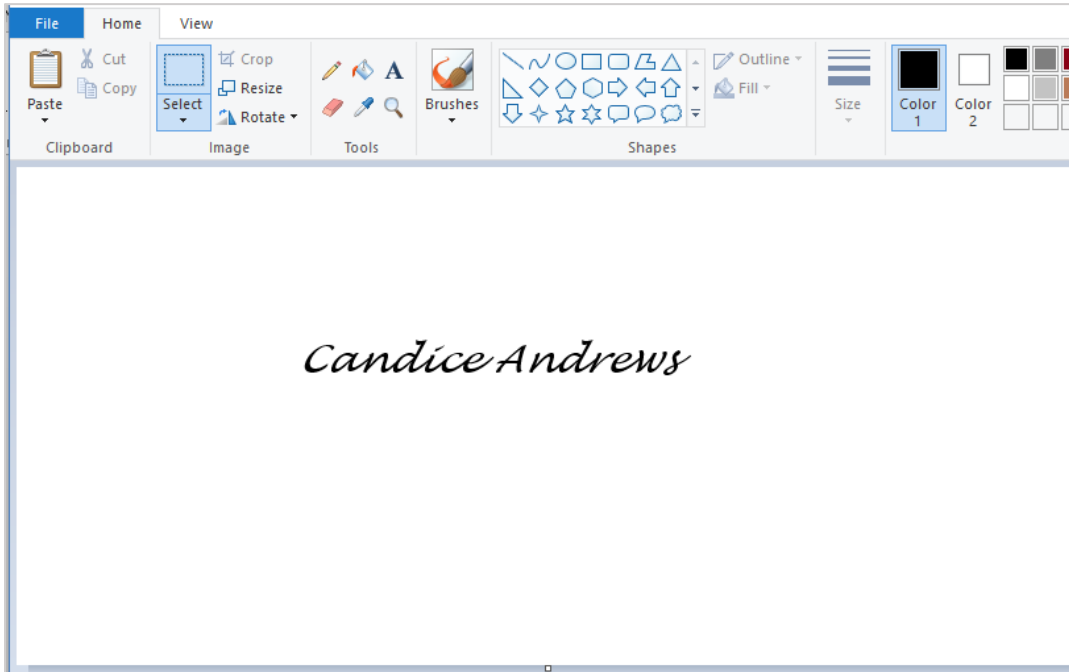 File Home View
Paste Cut Copy Select Crop Resize Rotate A Brushes Outline Fill Size Color 1 Color 2
Clipboard Image Tools Shapes
Candice Andrews